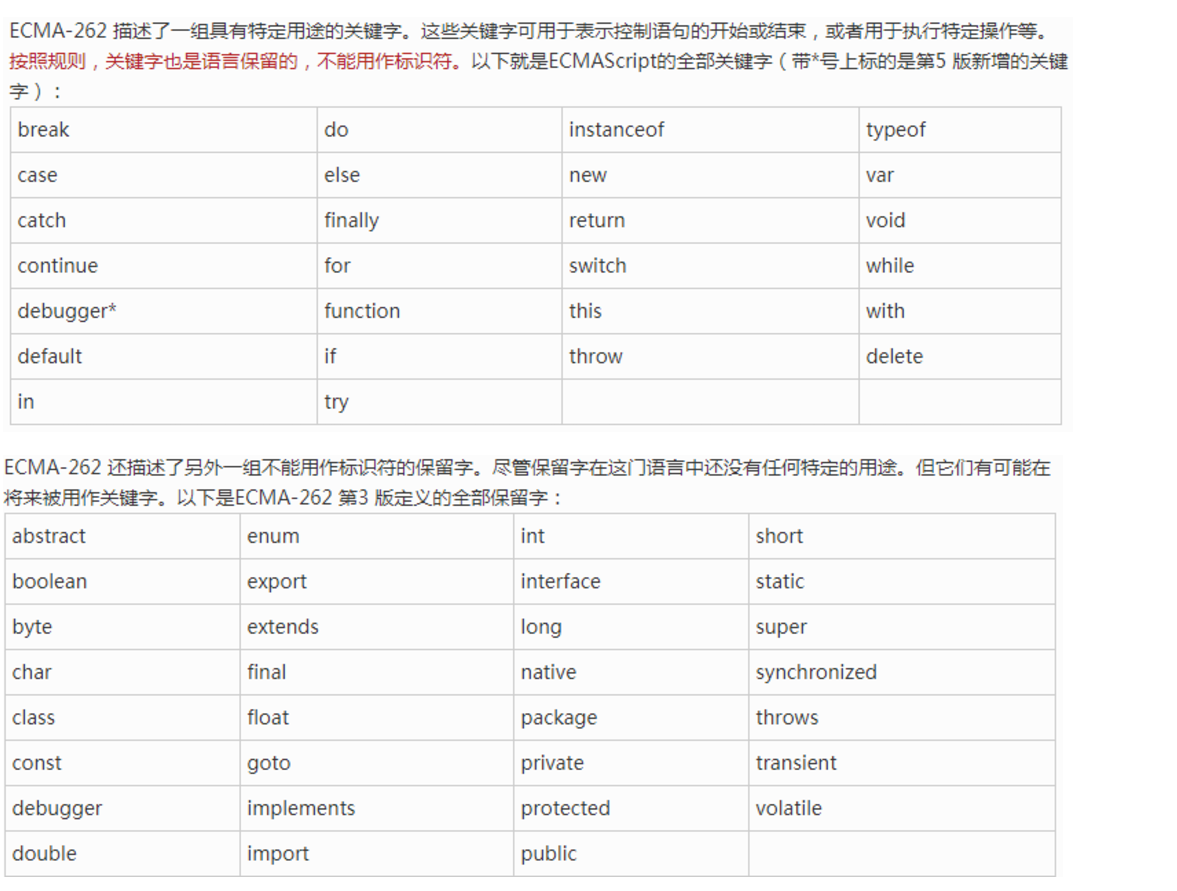 ECMA-262 描述了一组具有特定用途的关键字。这些关键字可用于表示控制语句的开始或结束，或者用于执行特定操作等。
按照规则，关键字也是语言保留的，不能用作标识符。以下就是ECMAScript的全部关键字（带*号上标的是第5 版新增的关键
字）：
break do instanceof typeof
case else new var
catch finally return void
continue for switch while
debugger* function this with
default if throw delete
in try
ECMA-262 还描述了另外一组不能用作标识符的保留字。尽管保留字在这门语言中还没有任何特定的用途。但它们有可能在
将来被用作关键字。以下是ECMA-262 第3 版定义的全部保留字：
abstract enum int short
boolean export interface static
byte extends long super
char final native synchronized
class float package throws
const goto private transient
debugger implements protected volatile
double import public